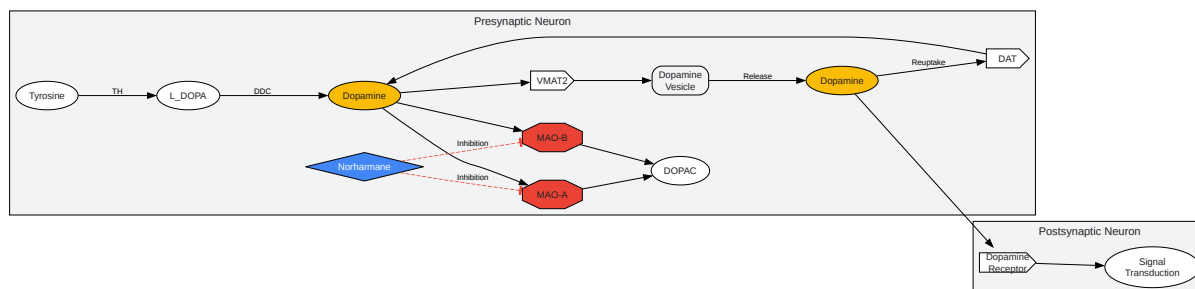 Presynaptic Neuron
Tyrosine
TH
L_DOPA
DDC
Dopamine
VMAT2
Dopamine
Vesicle
Release
Dopamine
Reuptake
DAT
Norharmane
Inhibition
Inhibition
MAO-B
MAO-A
DOPAC
Postsynaptic Neuron
Dopamine
Receptor
Signal
Transduction